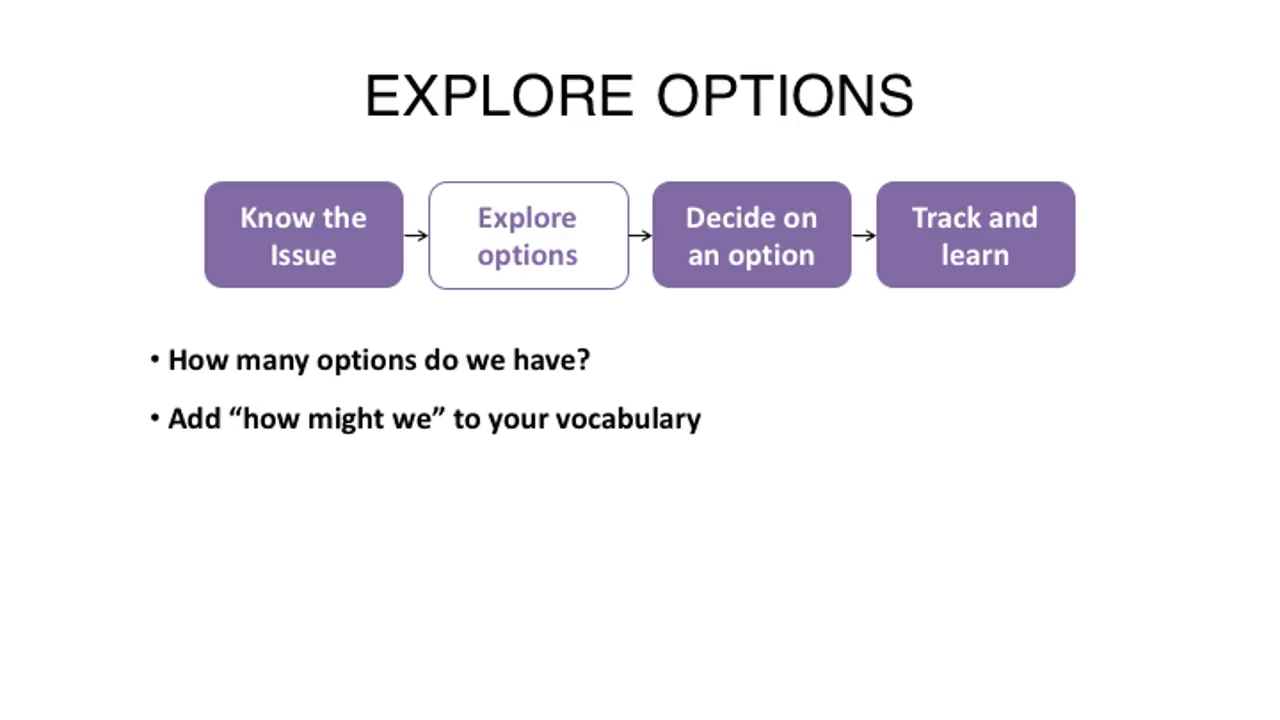 EXPLORE OPTIONS
Know the
Issue
Explore
options
Decide on
an option
Track and
learn
• How many options do we have?
• Add “how might we” to your vocabulary